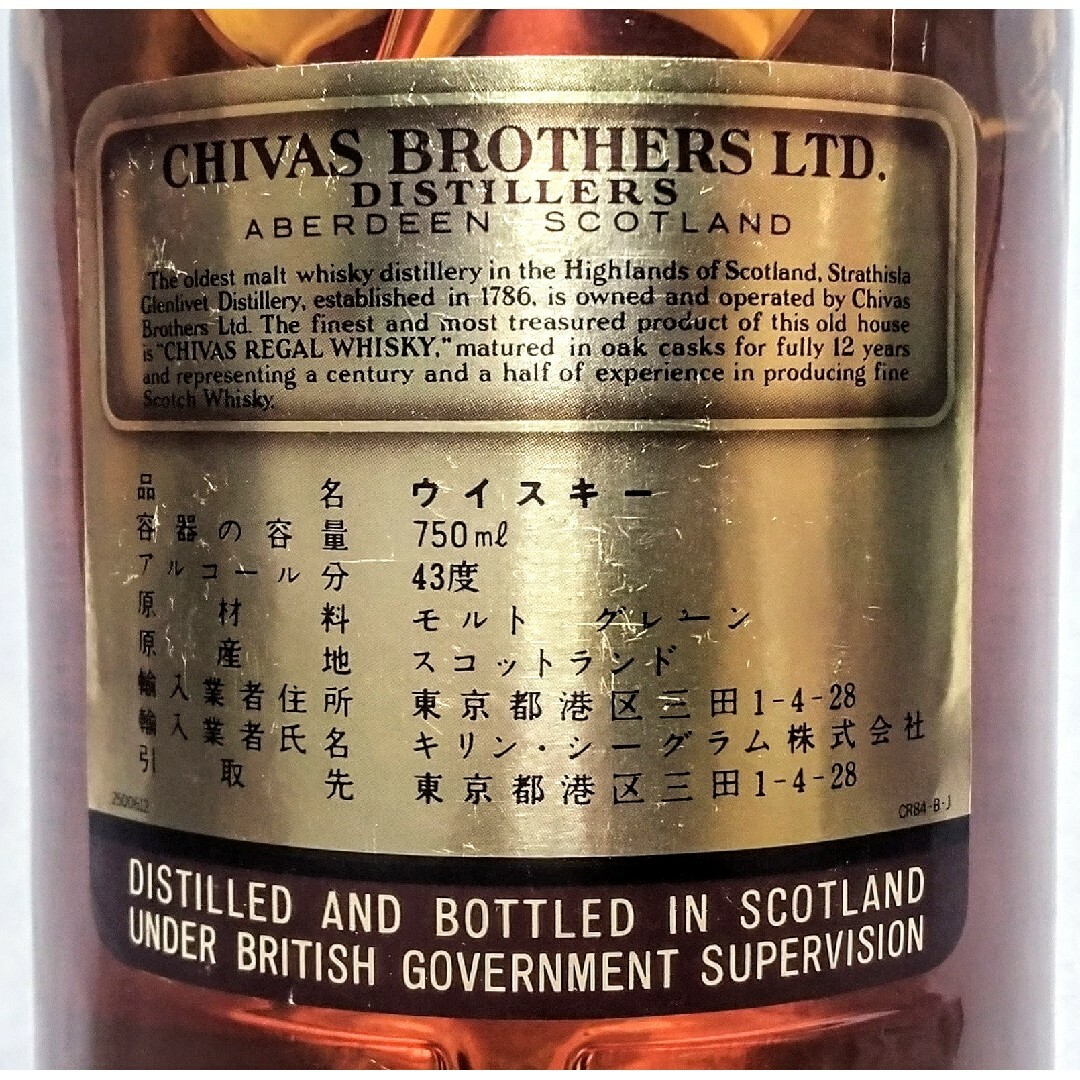 CHIVAS BROTHERS LTD.
DISTILLERS
ABERDEEN SCOTLAND
The oldest malt whisky distillery in the Highlands of Scotland, Strathisla
Glenlivet Distillery, established in 1786, is owned and operated by Chivas
Brothers Ltd. The finest and most treasured product of this old house
is "CHIVAS REGAL WHISKY," matured in oak casks for fully 12 years
and representing a century and a half of experience in producing fine
Scotch Whisky.
品名 ウイスキー
容器の容量 750ml
アルコール分 43度
原材料 モルト グレーン
原産地 スコットランド
輸入業者住所 東京都港区三田1-4-28
輸入業者氏名 キリン・シーグラム株式会社
引取先 東京都港区三田1-4-28
2500612 CR84-B-J
DISTILLED AND BOTTLED IN SCOTLAND
UNDER BRITISH GOVERNMENT SUPERVISION